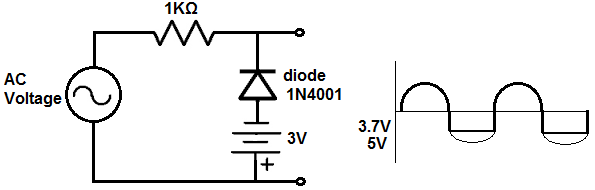 1KΩ
AC
Voltage
diode
1N4001
3V
+
3.7V
5V